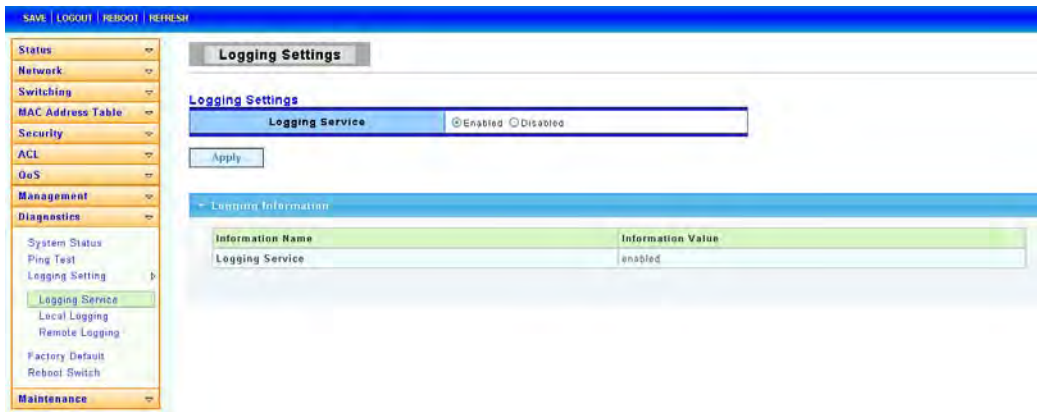 SAVE | LOGOUT | REBOOT | REFRESH
Status
Network
Switching
MAC Address Table
Security
ACL
QoS
Management
Diagnostics
System Status
Ping Test
Logging Setting
Logging Service
Local Logging
Remote Logging
Factory Default
Reboot Switch
Maintenance
Logging Settings
Logging Settings
Logging Service Enabled Disabled
Apply
Logging Information
Information Name Information Value
Logging Service enabled